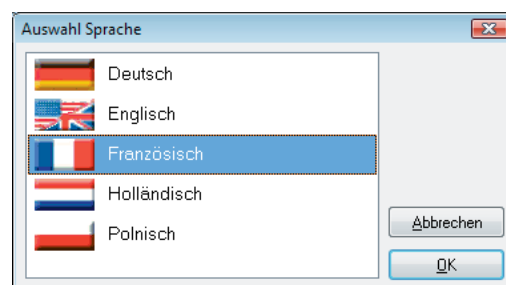 Auswahl Sprache
Deutsch
Englisch
Französisch
Holländisch
Polnisch
Abbrechen
OK